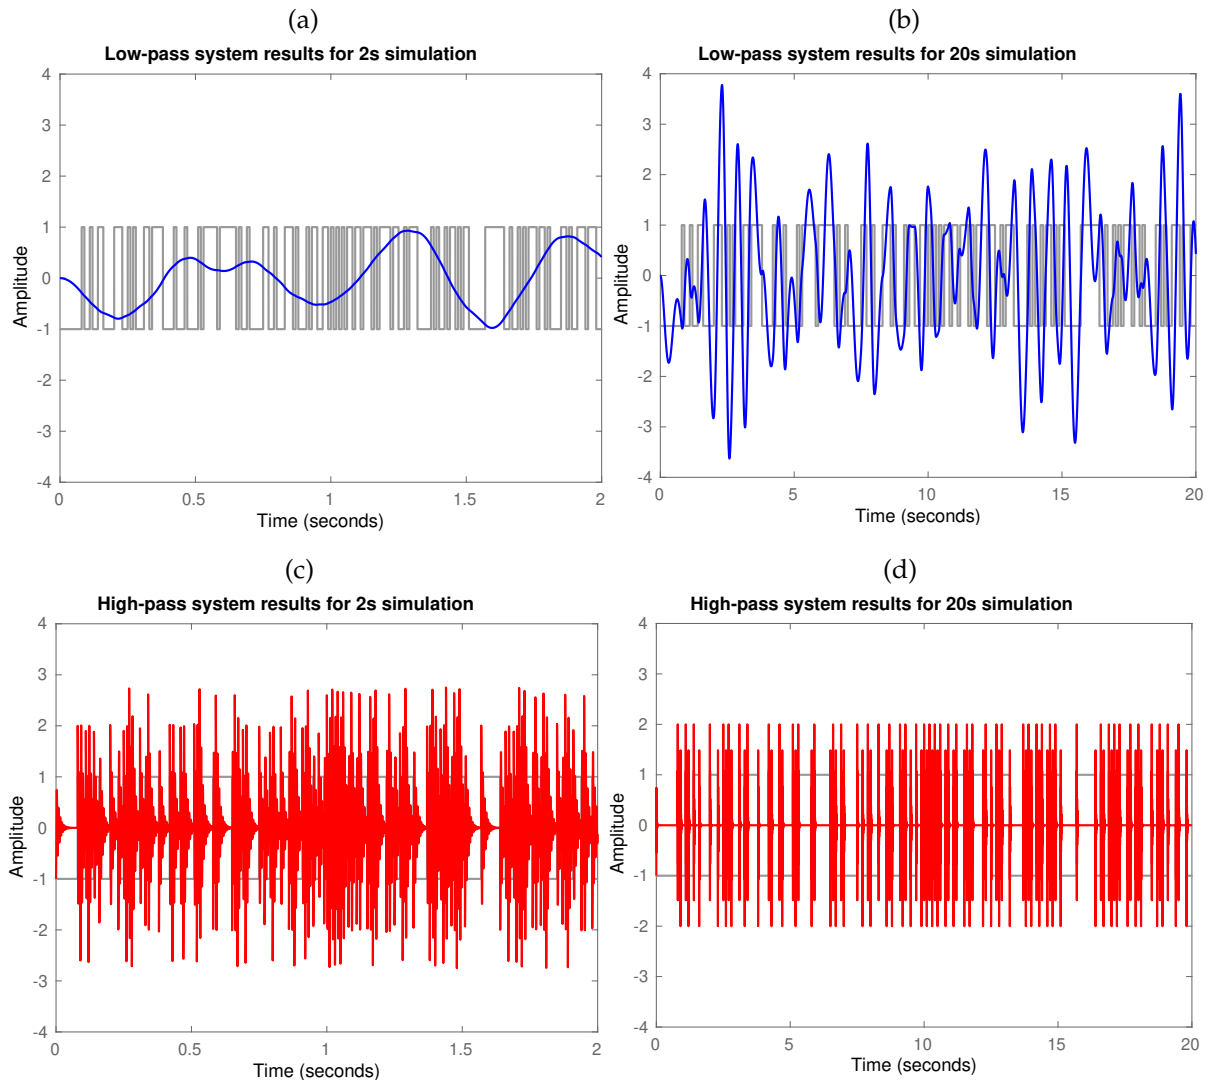 (a)
Low-pass system results for 2s simulation
4
3
2
1
0
-1
-2
-3
-4
Amplitude
0 0.5 1 1.5 2
Time (seconds)
(b)
Low-pass system results for 20s simulation
4
3
2
1
0
-1
-2
-3
-4
Amplitude
0 5 10 15 20
Time (seconds)
(c)
High-pass system results for 2s simulation
4
3
2
1
0
-1
-2
-3
-4
Amplitude
0 0.5 1 1.5 2
Time (seconds)
(d)
High-pass system results for 20s simulation
4
3
2
1
0
-1
-2
-3
-4
Amplitude
0 5 10 15 20
Time (seconds)